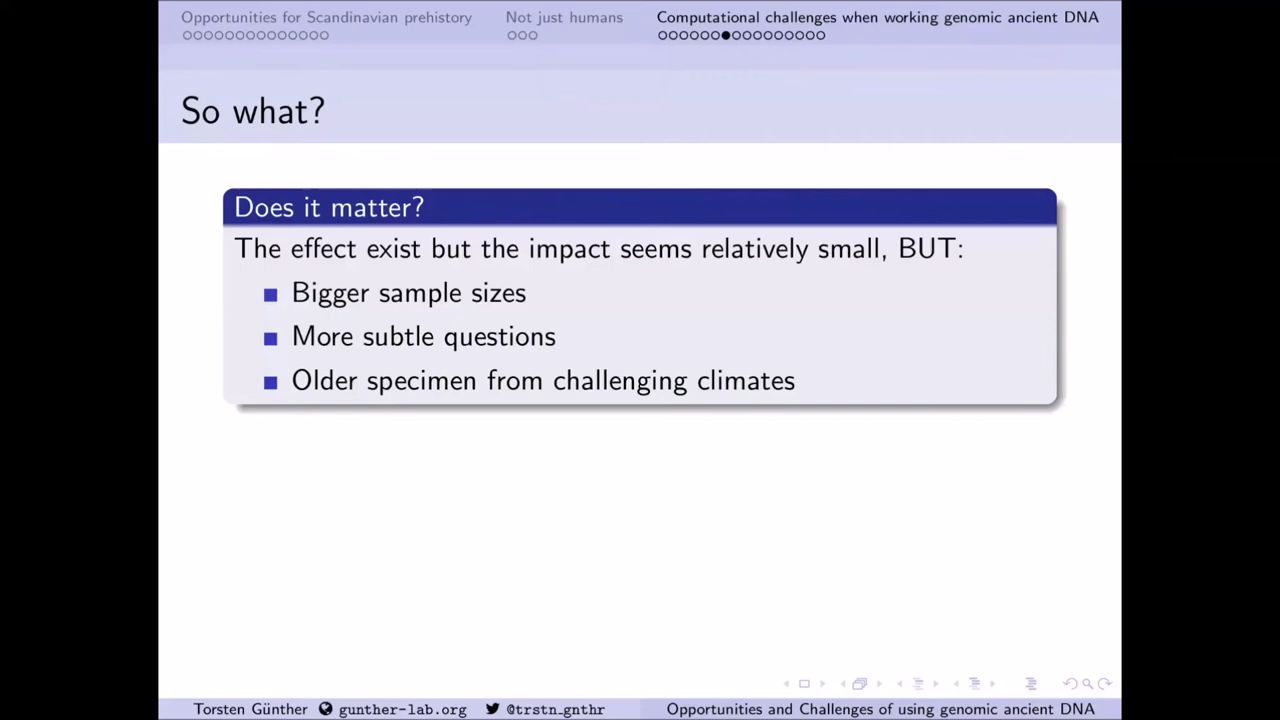 Opportunities for Scandinavian prehistory Not just humans Computational challenges when working genomic ancient DNA
So what?
Does it matter?
The effect exist but the impact seems relatively small, BUT:
Bigger sample sizes
More subtle questions
Older specimen from challenging climates
Torsten Günther gunther-lab.org @trstn_gnthr Opportunities and Challenges of using genomic ancient DNA